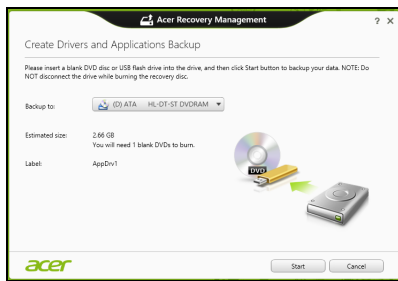 Acer Recovery Management
? ×
Create Drivers and Applications Backup
Please insert a blank DVD disc or USB flash drive into the drive, and then click Start button to backup your data. NOTE: Do
NOT disconnect the drive while burning the recovery disc.
Backup to: (D) ATA HL-DT-ST DVDRAM
Estimated size: 2.66 GB
You will need 1 blank DVDs to burn.
Label: AppDrv1
DVD
acer Start Cancel